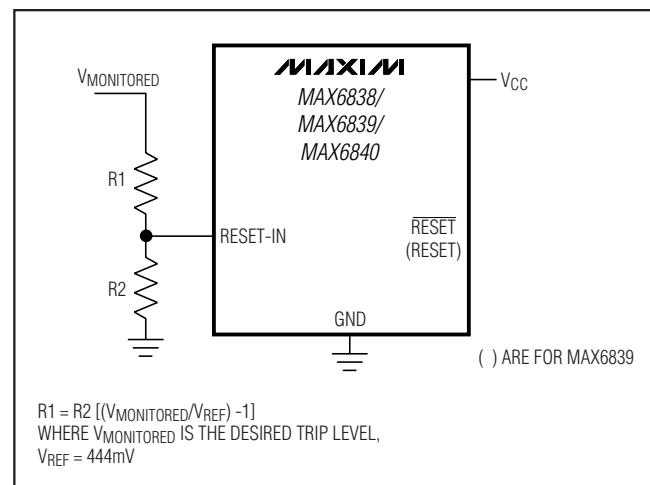 MAXIM
VMONITORED
VCC
MAX6838/
MAX6839/
MAX6840
R1
RESET-IN
RESET
(RESET)
R2
GND
( ) ARE FOR MAX6839
R1 = R2 [(VMONITORED/VREF) -1]
WHERE VMONITORED IS THE DESIRED TRIP LEVEL,
VREF = 444mV